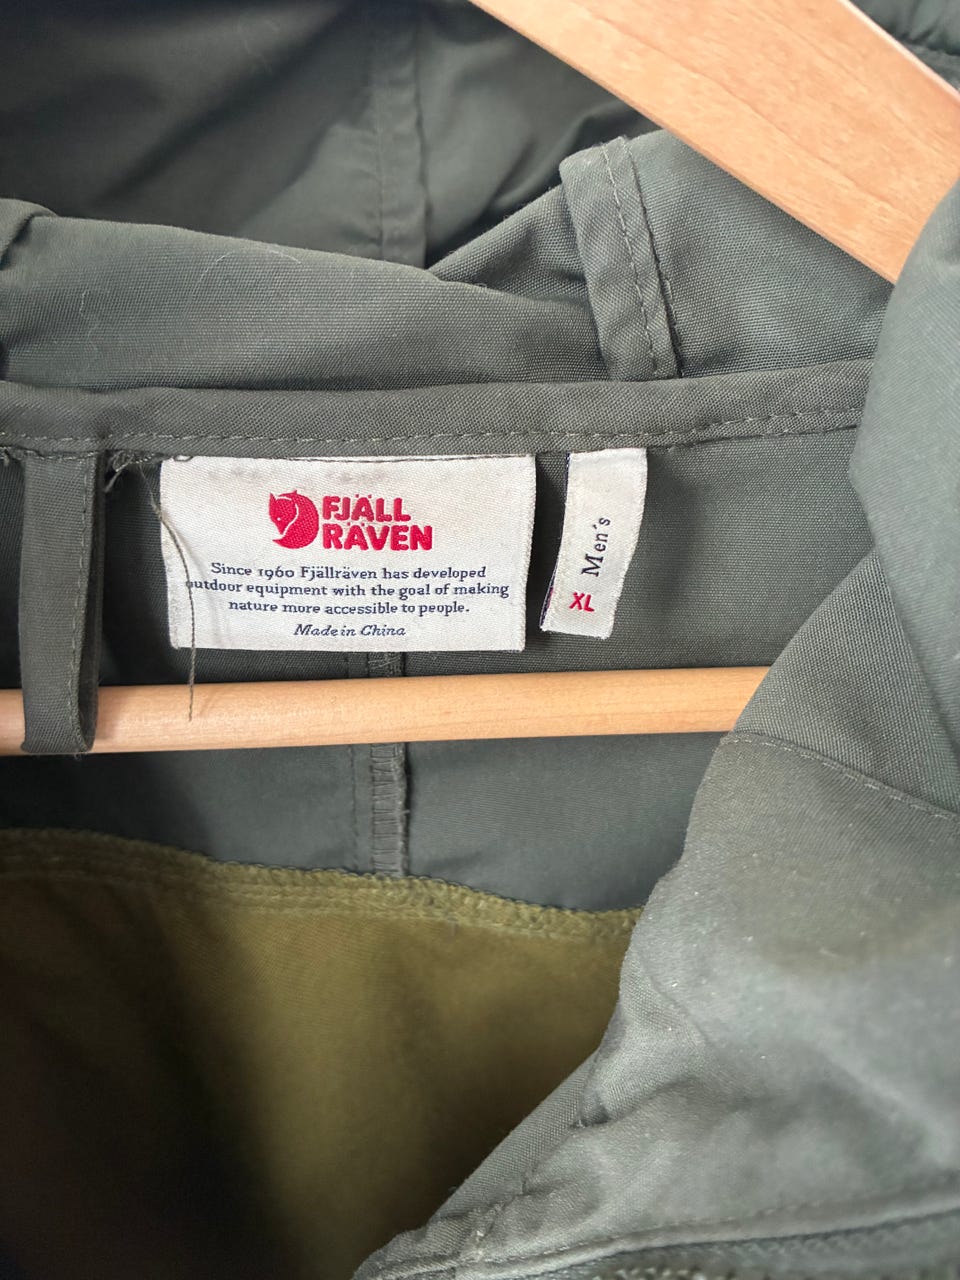 FJÄLL
RÄVEN
Since 1960 Fjällräven has developed
outdoor equipment with the goal of making
nature more accessible to people.
Made in China
Men's
XL